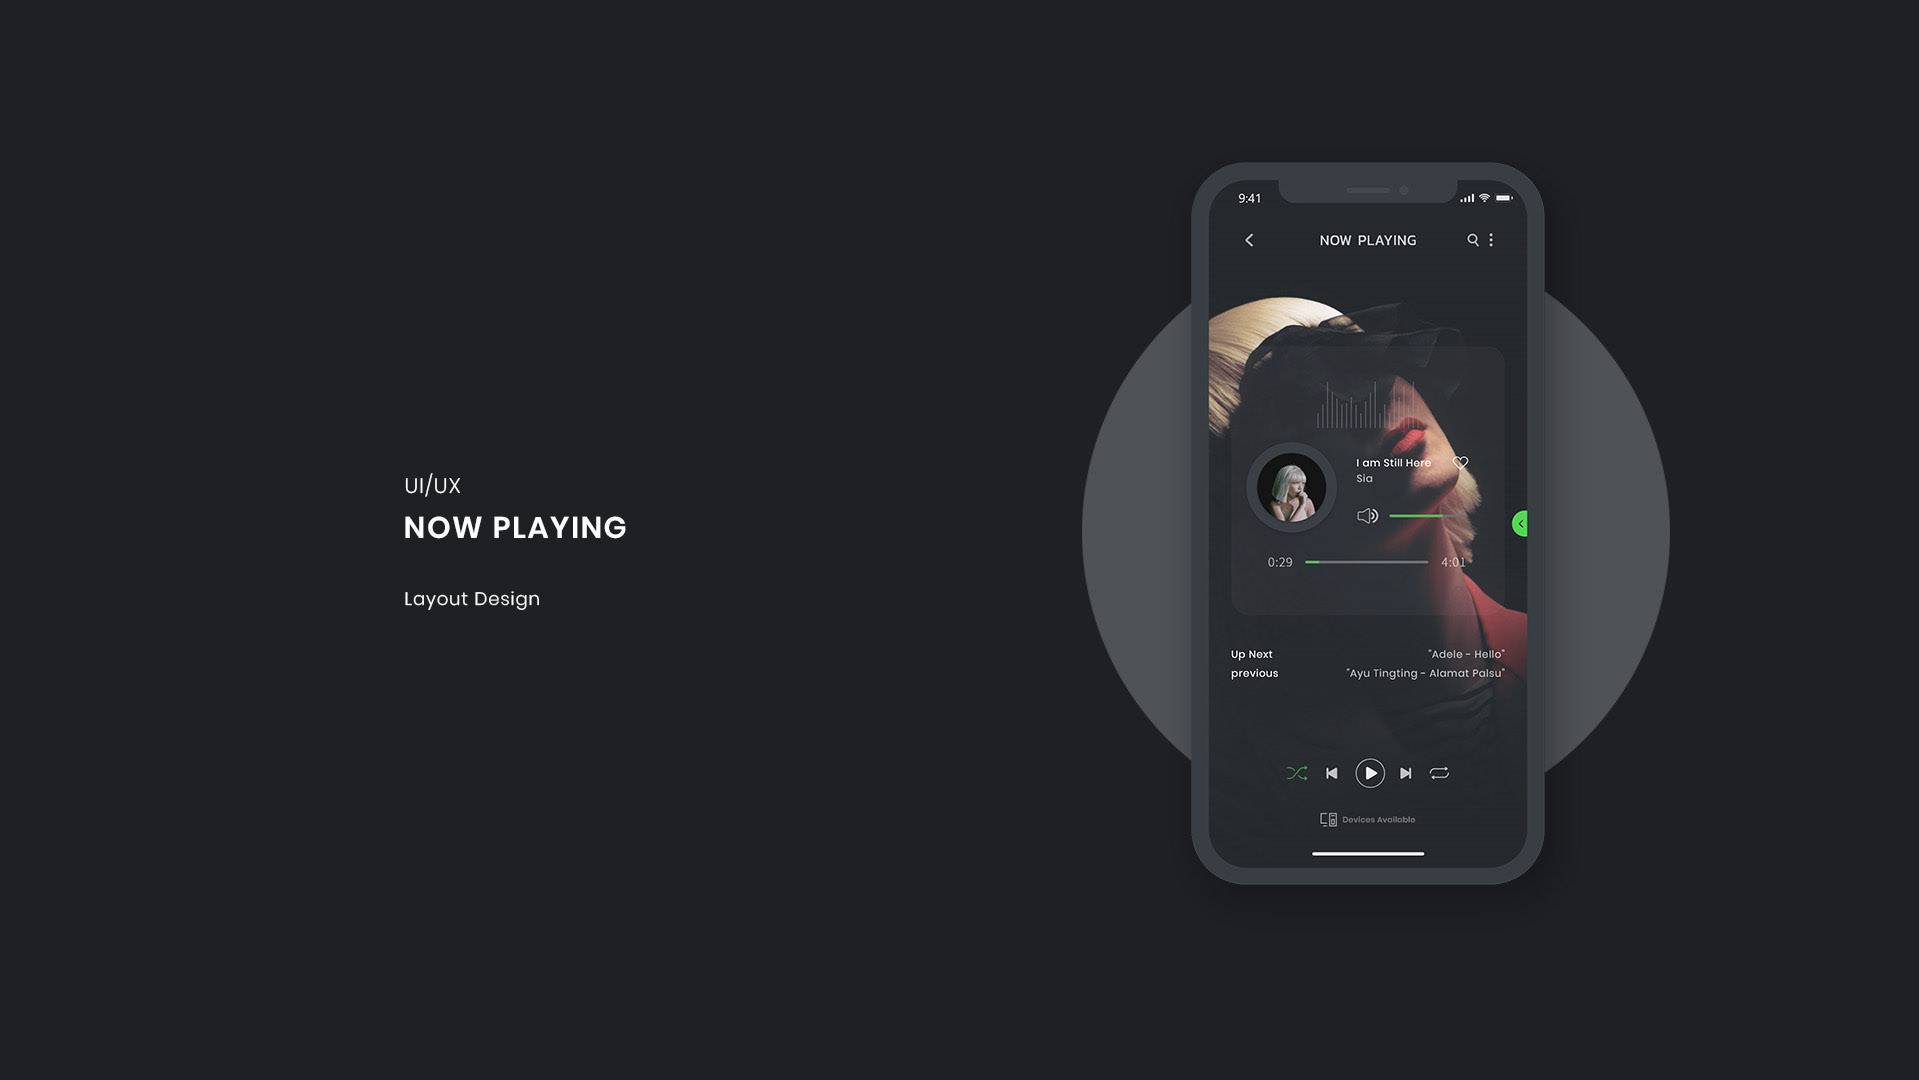 UI/UX
NOW PLAYING
Layout Design
9:41
NOW PLAYING
I am Still Here
Sia
0:29 4:01
Up Next "Adele - Hello"
previous "Ayu Tingting - Alamat Palsu"
Devices Available